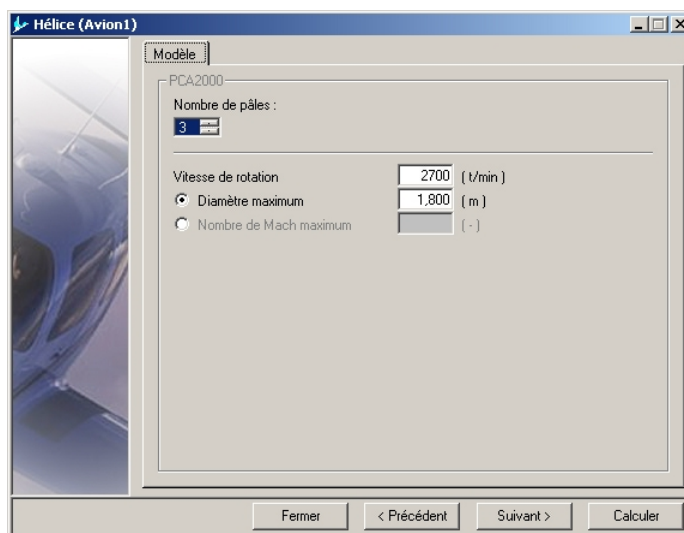 Hélice (Avion1)
Modèle
PCA2000
Nombre de pâles :
3
Vitesse de rotation 2700 ( t/min )
Diamètre maximum 1,800 ( m )
Nombre de Mach maximum ( - )
Fermer < Précédent Suivant > Calculer